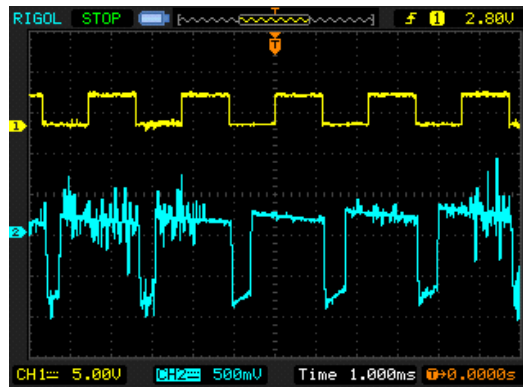 RIGOL STOP T f 1 2.80V
T
1
2
CH1 5.00V CH2 500mV Time 1.000ms T→0.0000s